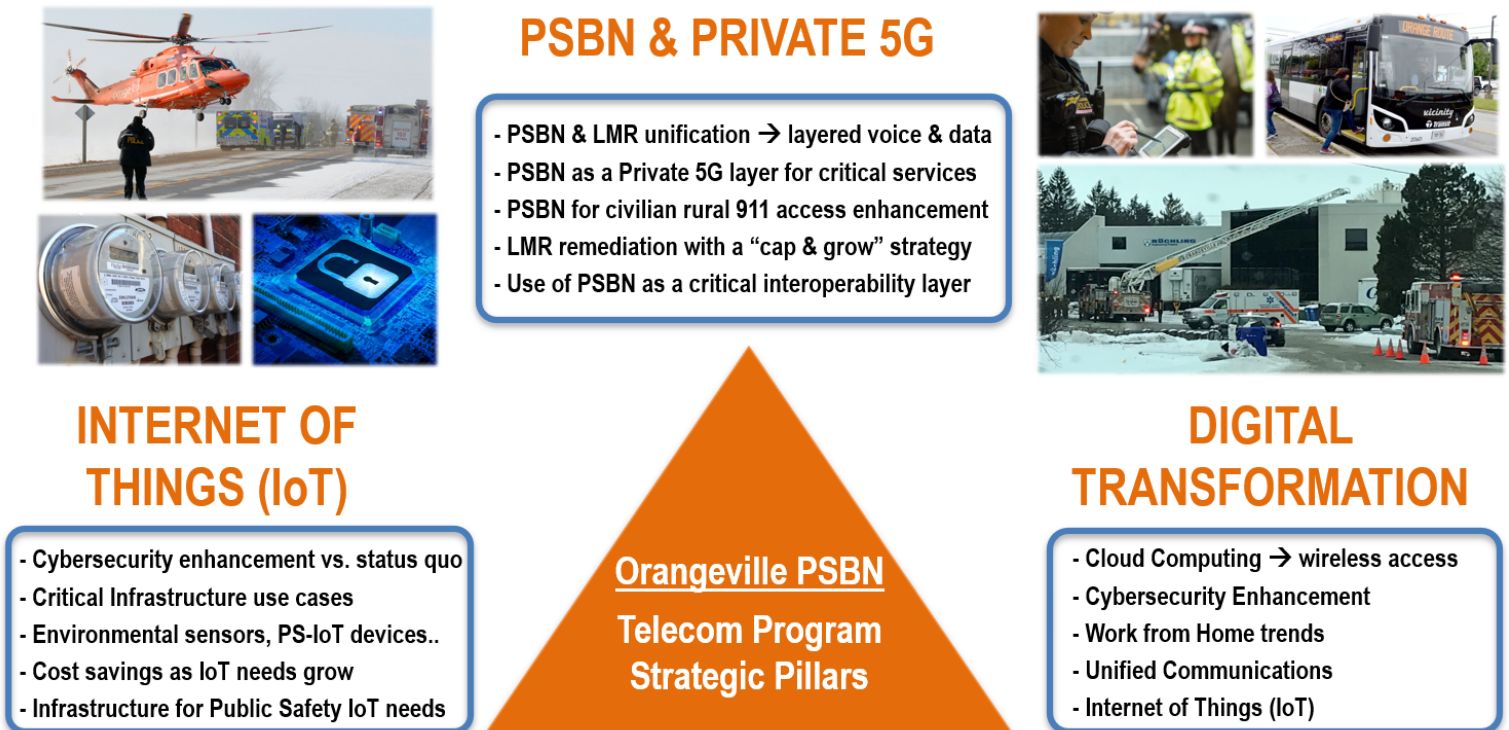 PSBN & PRIVATE 5G
- PSBN & LMR unification → layered voice & data
- PSBN as a Private 5G layer for critical services
- PSBN for civilian rural 911 access enhancement
- LMR remediation with a “cap & grow” strategy
- Use of PSBN as a critical interoperability layer
POLICE
ORANGE ROUTE
vicinity
transit
RÖCHLING
INTERNET OF
THINGS (IoT)
- Cybersecurity enhancement vs. status quo
- Critical Infrastructure use cases
- Environmental sensors, PS-IoT devices..
- Cost savings as IoT needs grow
- Infrastructure for Public Safety IoT needs
Orangeville PSBN
Telecom Program
Strategic Pillars
DIGITAL
TRANSFORMATION
- Cloud Computing → wireless access
- Cybersecurity Enhancement
- Work from Home trends
- Unified Communications
- Internet of Things (IoT)